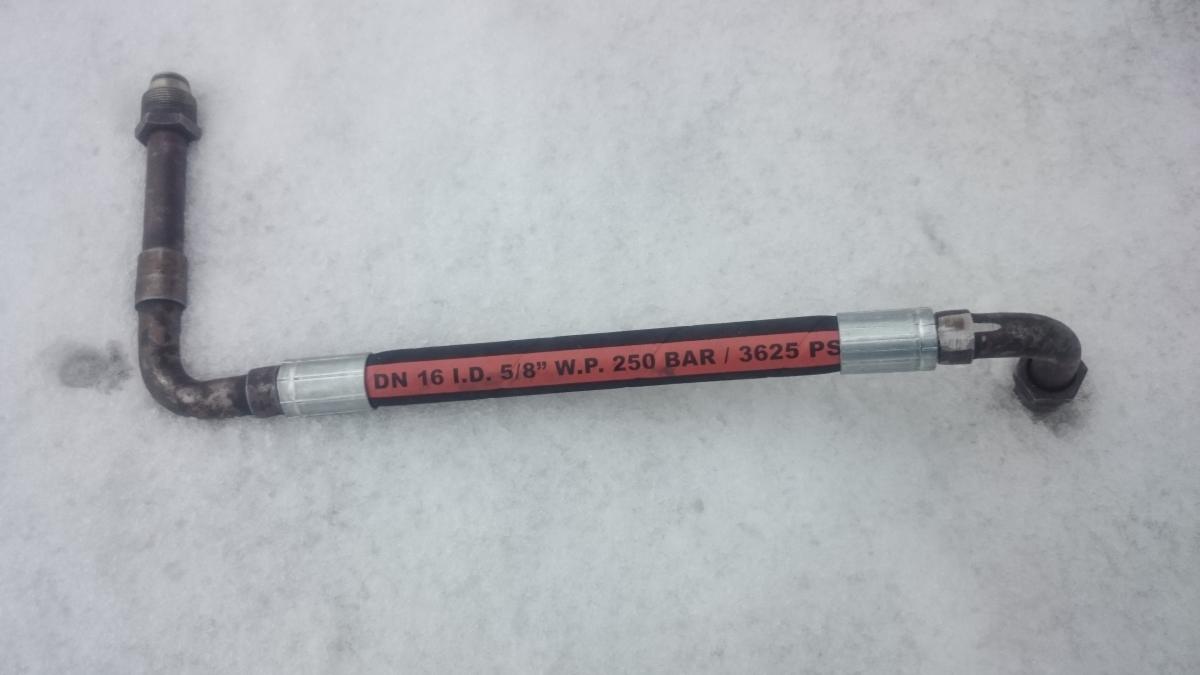 DN 16 I.D. 5/8” W.P. 250 BAR / 3625 PS